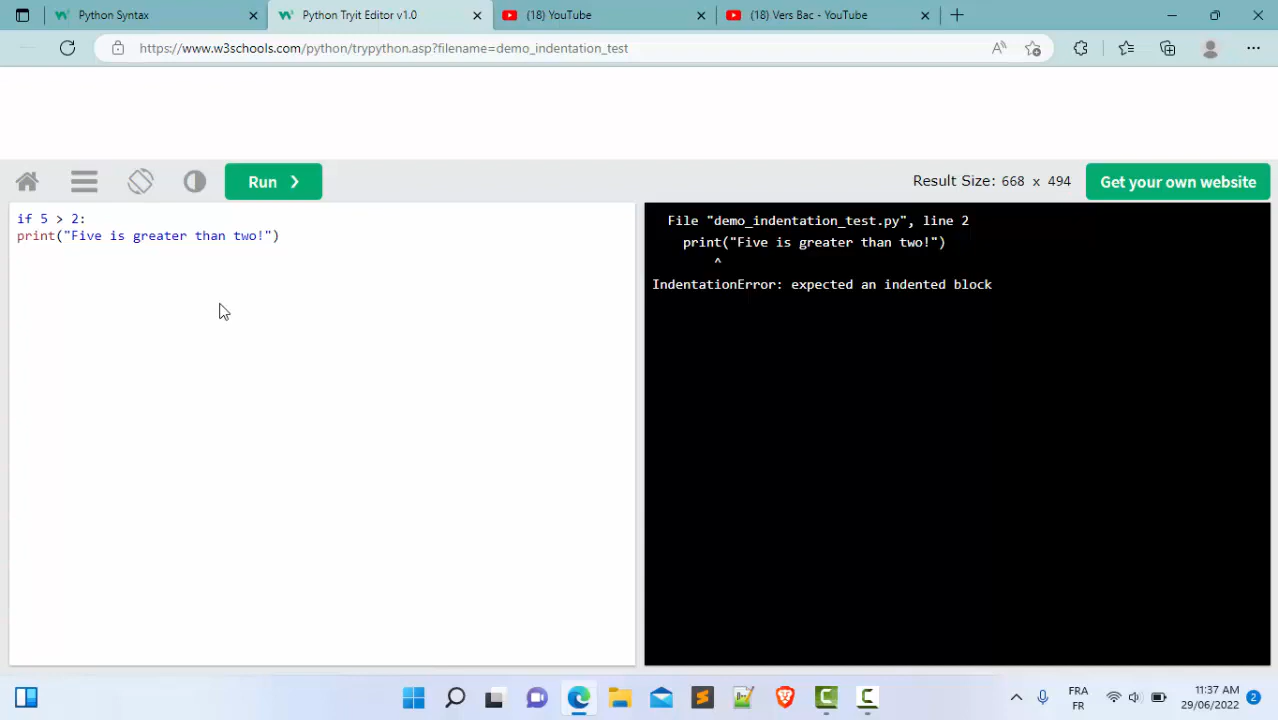 Python Syntax
Python Tryit Editor v1.0
(18) YouTube
(18) Vers Bac - YouTube
https://www.w3schools.com/python/trypython.asp?filename=demo_indentation_test
Run ❯
Result Size: 668 x 494
Get your own website
if 5 > 2:
print("Five is greater than two!")
File "demo_indentation_test.py", line 2
print("Five is greater than two!")
^
IndentationError: expected an indented block
FRA
FR
11:37 AM
29/06/2022
2